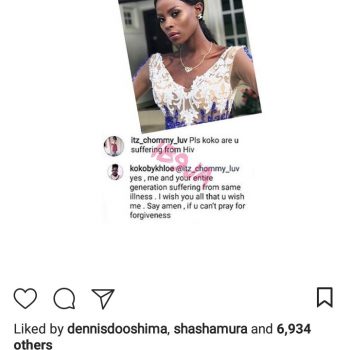 itz_chommy_luv Pls koko are u
suffering from Hiv
kokobykhloe @itz_chommy_luv
yes , me and your entire
generation suffering from same
illness . I wish you all that u wish
me . Say amen , if u can't pray for
forgiveness
Liked by dennisdooshima, shashamura and 6,934
others